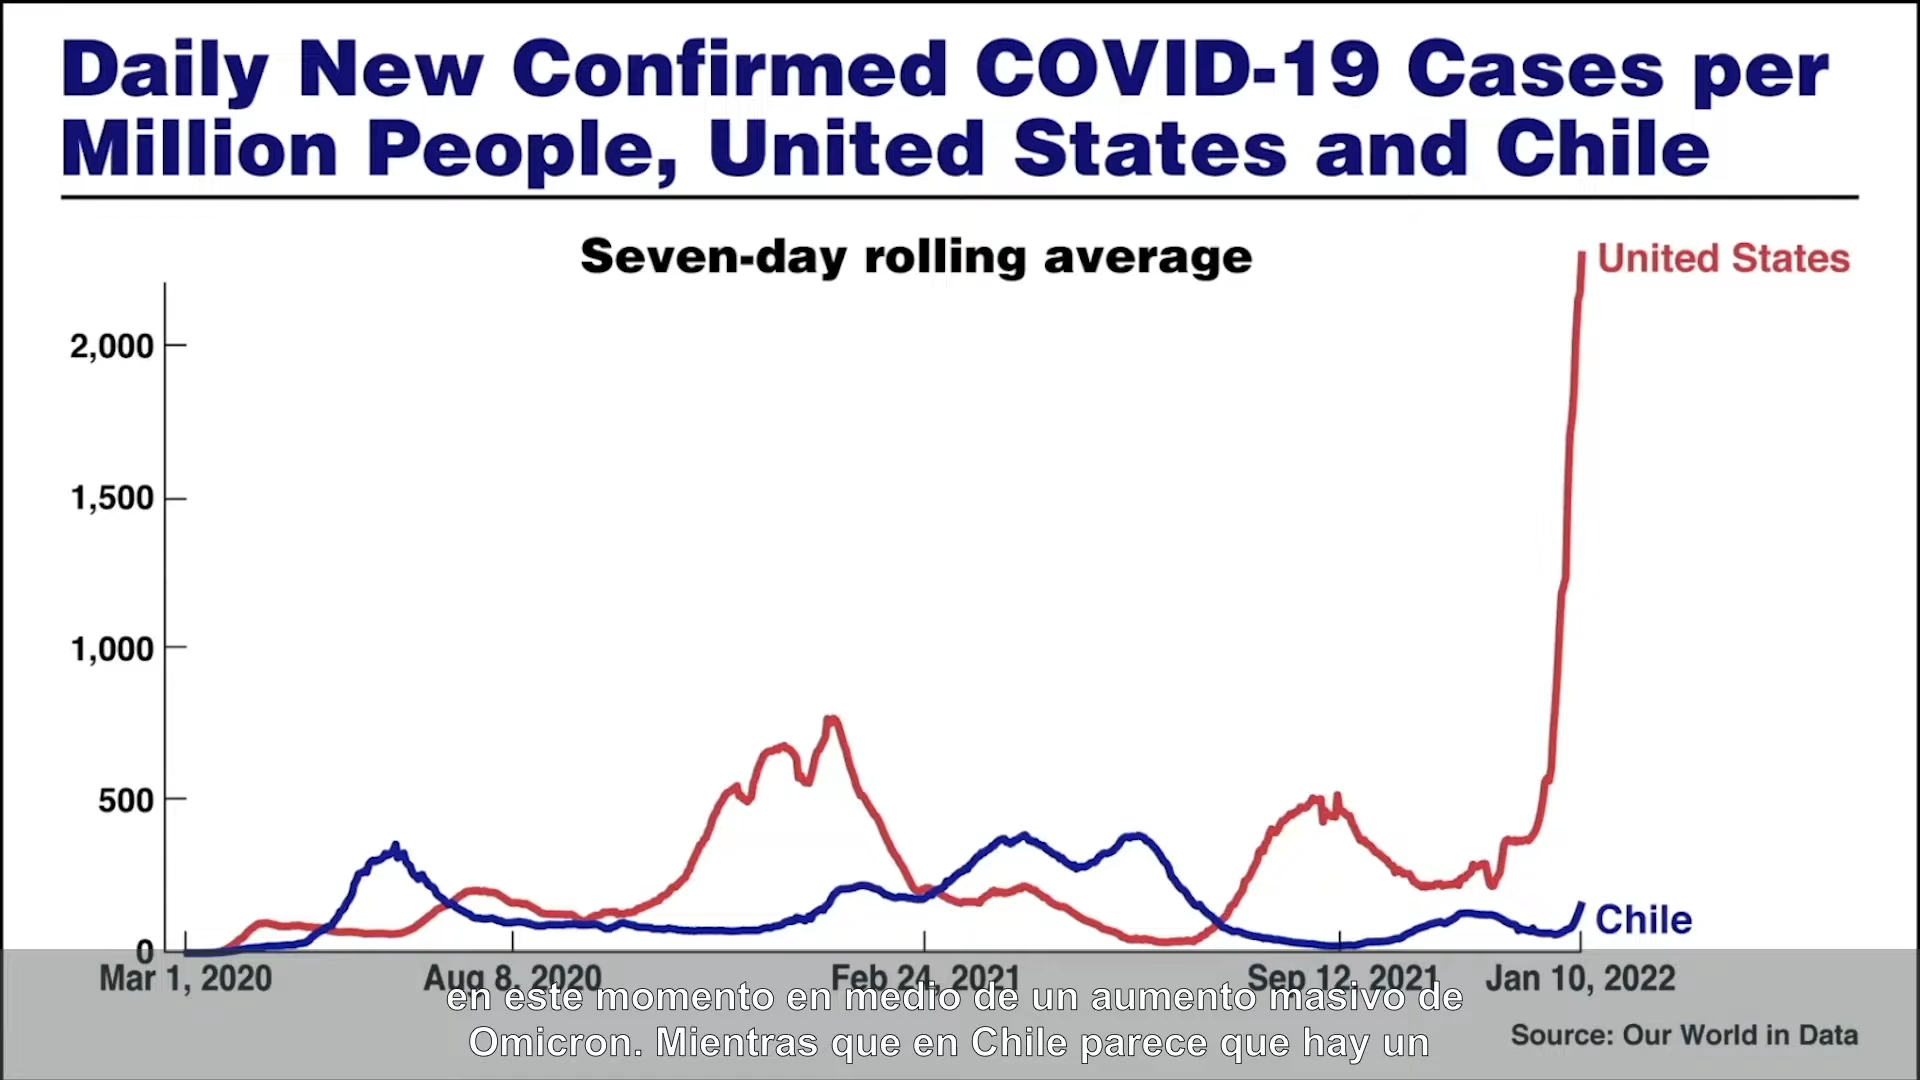 Daily New Confirmed COVID-19 Cases per
Million People, United States and Chile
Seven-day rolling average
United States
2,000
1,500
1,000
500
Chile
0
Mar 1, 2020
Aug 8, 2020
Feb 24, 2021
Sep 12, 2021
Jan 10, 2022
en este momento en medio de un aumento masivo de
Omicron. Mientras que en Chile parece que hay un
Source: Our World in Data